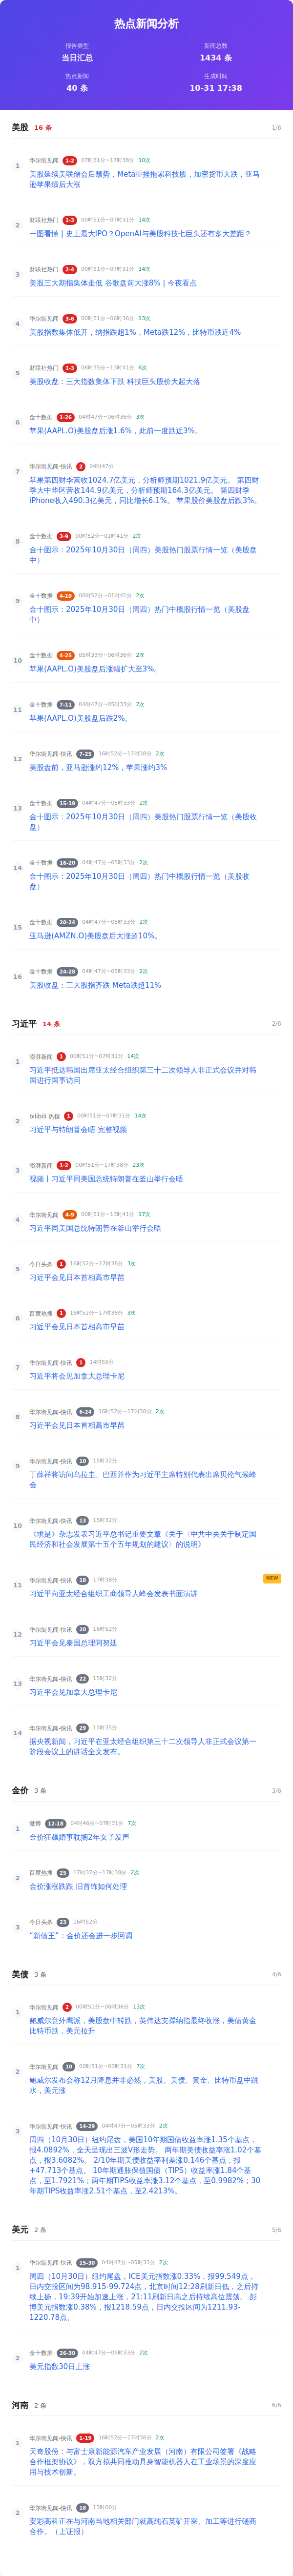 热点新闻分析
报告类型
当日汇总
新闻总数
1434 条
热点新闻
40 条
生成时间
10-31 17:38
美股 16 条 1/6
1
华尔街见闻 1-2 07时31分~17时38分 10次
美股延续美联储会后颓势，Meta重挫拖累科技股，加密货币大跌，亚马
逊苹果绩后大涨
2
财联社热门 1-3 00时51分~07时31分 14次
一图看懂 | 史上最大IPO？OpenAI与美股科技七巨头还有多大差距？
3
财联社热门 2-4 00时51分~07时31分 14次
美股三大期指集体走低 谷歌盘前大涨8% | 今夜看点
4
华尔街见闻 3-6 00时51分~06时36分 13次
美股指数集体低开，纳指跌超1%，Meta跌12%，比特币跌近4%
5
财联社热门 1-3 06时35分~13时41分 6次
美股收盘：三大指数集体下跌 科技巨头股价大起大落
6
金十数据 1-26 04时47分~06时36分 3次
苹果(AAPL.O)美股盘后涨1.6%，此前一度跌近3%。
7
华尔街见闻-快讯 2 04时47分
苹果第四财季营收1024.7亿美元，分析师预期1021.9亿美元。 第四财
季大中华区营收144.9亿美元，分析师预期164.3亿美元。 第四财季
iPhone收入490.3亿美元，同比增长6.1%。 苹果股价美股盘后跌3%。
8
金十数据 3-9 00时52分~01时41分 2次
金十图示：2025年10月30日（周四）美股热门股票行情一览（美股盘
中）
9
金十数据 4-10 00时52分~01时41分 2次
金十图示：2025年10月30日（周四）热门中概股行情一览（美股盘
中）
10
金十数据 4-25 05时33分~06时36分 2次
苹果(AAPL.O)美股盘后涨幅扩大至3%。
11
金十数据 7-11 04时47分~05时33分 2次
苹果(AAPL.O)美股盘后跌2%。
12
华尔街见闻-快讯 7-25 16时52分~17时38分 2次
美股盘前，亚马逊涨约12%，苹果涨约3%
13
金十数据 15-19 04时47分~05时33分 2次
金十图示：2025年10月30日（周四）美股热门股票行情一览（美股收
盘）
14
金十数据 16-20 04时47分~05时33分 2次
金十图示：2025年10月30日（周四）热门中概股行情一览（美股收
盘）
15
金十数据 20-24 04时47分~05时33分 2次
亚马逊(AMZN.O)美股盘后大涨超10%。
16
金十数据 24-28 04时47分~05时33分 2次
美股收盘：三大股指齐跌 Meta跌超11%
习近平 14 条 2/6
1
澎湃新闻 1 00时51分~07时31分 14次
习近平抵达韩国出席亚太经合组织第三十二次领导人非正式会议并对韩
国进行国事访问
2
bilibili 热搜 1 00时51分~07时31分 14次
习近平与特朗普会晤 完整视频
3
澎湃新闻 1-2 00时51分~17时38分 23次
视频丨习近平同美国总统特朗普在釜山举行会晤
4
华尔街见闻 4-9 00时51分~13时41分 17次
习近平同美国总统特朗普在釜山举行会晤
5
今日头条 1 16时52分~17时38分 3次
习近平会见日本首相高市早苗
6
百度热搜 1 16时52分~17时38分 3次
习近平会见日本首相高市早苗
7
华尔街见闻-快讯 1 14时55分
习近平将会见加拿大总理卡尼
8
华尔街见闻-快讯 6-24 16时52分~17时38分 2次
习近平会见日本首相高市早苗
9
华尔街见闻-快讯 10 15时32分
丁薛祥将访问乌拉圭、巴西并作为习近平主席特别代表出席贝伦气候峰
会
10
华尔街见闻-快讯 13 15时32分
《求是》杂志发表习近平总书记重要文章《关于〈中共中央关于制定国
民经济和社会发展第十五个五年规划的建议〉的说明》
11
华尔街见闻-快讯 18 17时38分 NEW
习近平向亚太经合组织工商领导人峰会发表书面演讲
12
华尔街见闻-快讯 20 16时52分
习近平会见泰国总理阿努廷
13
华尔街见闻-快讯 22 15时32分
习近平会见加拿大总理卡尼
14
华尔街见闻-快讯 29 11时35分
据央视新闻，习近平在亚太经合组织第三十二次领导人非正式会议第一
阶段会议上的讲话全文发布。
金价 3 条 3/6
1
微博 12-18 04时46分~07时31分 7次
金价狂飙婚事耽搁2年女子发声
2
百度热搜 25 17时37分~17时38分 2次
金价涨涨跌跌 旧首饰如何处理
3
今日头条 23 16时52分
“新债王”：金价还会进一步回调
美债 3 条 4/6
1
华尔街见闻 2 00时51分~06时36分 13次
鲍威尔意外鹰派，美股盘中转跌，英伟达支撑纳指最终收涨，美债黄金
比特币跌，美元拉升
2
华尔街见闻 10 00时51分~03时31分 7次
鲍威尔发布会称12月降息并非必然，美股、美债、黄金、比特币盘中跳
水，美元涨
3
华尔街见闻-快讯 14-29 04时47分~05时33分 2次
周四（10月30日）纽约尾盘，美国10年期国债收益率涨1.35个基点，
报4.0892%，全天呈现出三波V形走势。 两年期美债收益率涨1.02个基
点，报3.6082%。 2/10年期美债收益率利差涨0.146个基点，报
+47.713个基点。 10年期通胀保值国债（TIPS）收益率涨1.84个基
点，至1.7921%；两年期TIPS收益率涨3.12个基点，至0.9982%；30
年期TIPS收益率涨2.51个基点，至2.4213%。
美元 2 条 5/6
1
华尔街见闻-快讯 15-30 04时47分~05时33分 2次
周四（10月30日）纽约尾盘，ICE美元指数涨0.33%，报99.549点，
日内交投区间为98.915-99.724点，北京时间12:28刷新日低，之后持
续上扬，19:39开始加速上涨，21:11刷新日高之后持续高位震荡。 彭
博美元指数涨0.38%，报1218.59点，日内交投区间为1211.93-
1220.78点。
2
金十数据 26-30 04时47分~05时33分 2次
美元指数30日上涨
河南 2 条 6/6
1
华尔街见闻-快讯 1-19 16时52分~17时38分 2次
天奇股份：与富士康新能源汽车产业发展（河南）有限公司签署《战略
合作框架协议》，双方拟共同推动具身智能机器人在工业场景的深度应
用与技术创新。
2
华尔街见闻-快讯 18 13时00分
安彩高科正在与河南当地相关部门就高纯石英矿开采、加工等进行磋商
合作。（上证报）